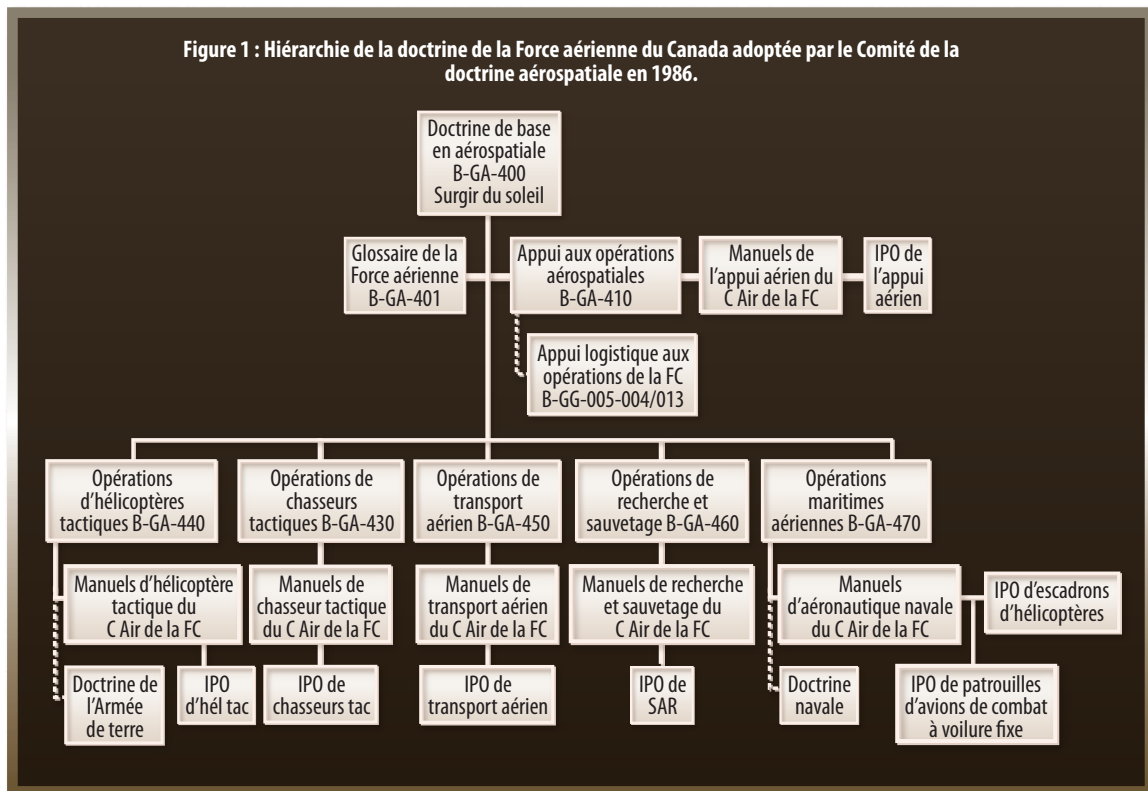 Figure 1 : Hiérarchie de la doctrine de la Force aérienne du Canada adoptée par le Comité de la
doctrine aérospatiale en 1986.
Doctrine de base
en aérospatiale
B-GA-400
Surgir du soleil
Glossaire de la
Force aérienne
B-GA-401
Appui aux opérations
aérospatiales
B-GA-410
Manuels de
l'appui aérien du
C Air de la FC
IPO de
l'appui
aérien
Appui logistique aux
opérations de la FC
B-GG-005-004/013
Opérations
d'hélicoptères
tactiques B-GA-440
Opérations de
chasseurs
tactiques B-GA-430
Opérations de
transport
aérien B-GA-450
Opérations de
recherche et
sauvetage B-GA-460
Opérations
maritimes
aériennes B-GA-470
Manuels d'hélicoptère
tactique du
C Air de la FC
Manuels de
chasseur tactique
du C Air de la FC
Manuels de
transport aérien
du C Air de la FC
Manuels de recherche
et sauvetage du
C Air de la FC
Manuels
d'aéronautique navale
du C Air de la FC
IPO d'escadrons
d'hélicoptères
Doctrine de
l'Armée
de terre
IPO
d'hél tac
IPO de
chasseurs tac
IPO de
transport aérien
IPO de
SAR
Doctrine
navale
IPO de patrouilles
d'avions de combat
à voilure fixe